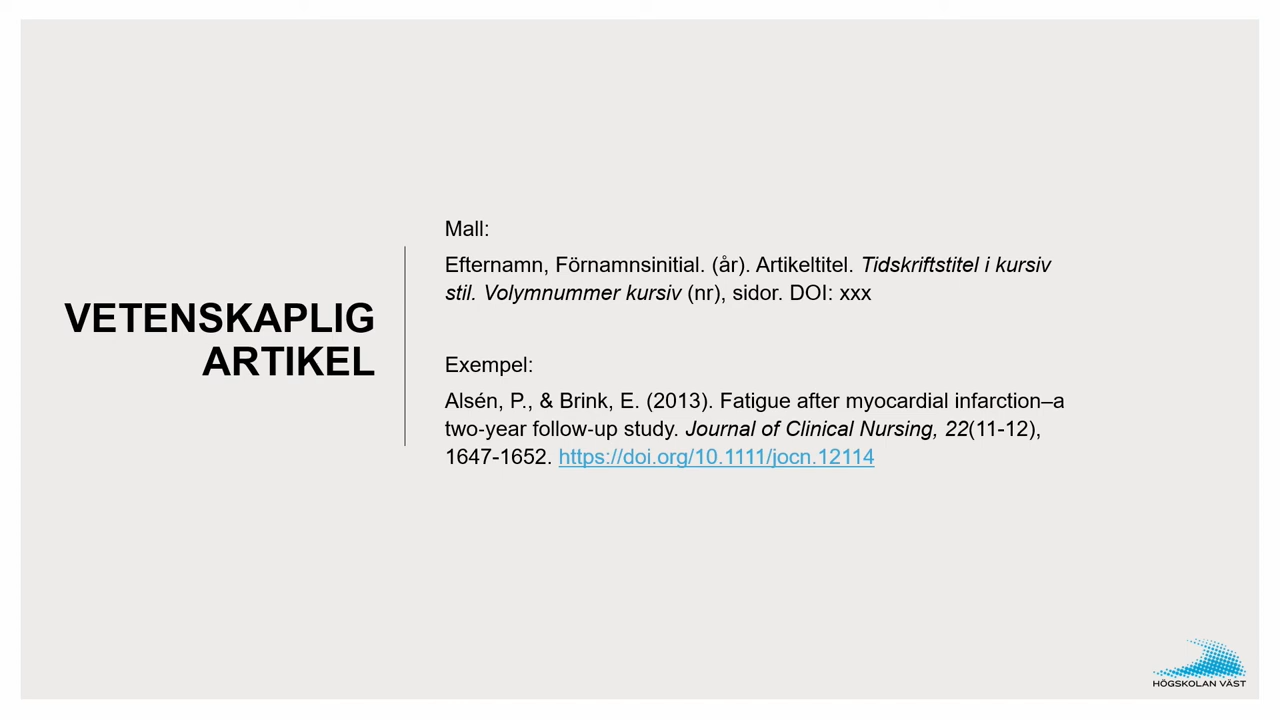 VETENSKAPLIG
ARTIKEL
Mall:
Efternamn, Förnamnsinitial. (år). Artikeltitel. Tidskriftstitel i kursiv
stil. Volymnummer kursiv (nr), sidor. DOI: xxx
Exempel:
Alsén, P., & Brink, E. (2013). Fatigue after myocardial infarction–a
two-year follow-up study. Journal of Clinical Nursing, 22(11-12),
1647-1652. https://doi.org/10.1111/jocn.12114
HÖGSKOLAN VÄST